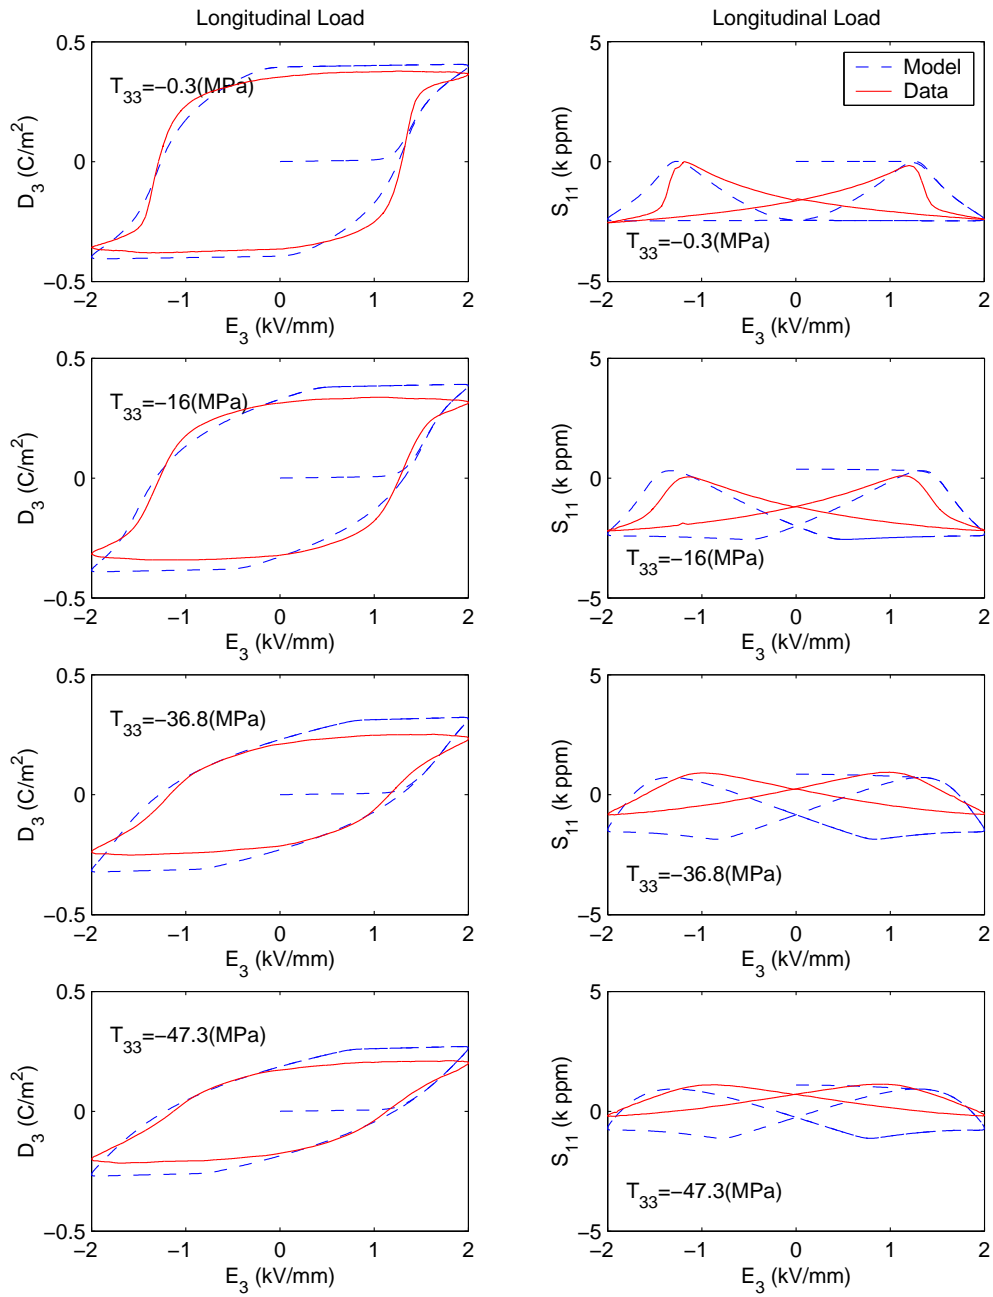 Longitudinal Load
Longitudinal Load
0.5
0
−0.5
D3 (C/m2)
T33=−0.3(MPa)
−2 −1 0 1 2
E3 (kV/mm)
5
0
−5
S11 (k ppm)
Model
Data
T33=−0.3(MPa)
−2 −1 0 1 2
E3 (kV/mm)
0.5
0
−0.5
D3 (C/m2)
T33=−16(MPa)
−2 −1 0 1 2
E3 (kV/mm)
5
0
−5
S11 (k ppm)
T33=−16(MPa)
−2 −1 0 1 2
E3 (kV/mm)
0.5
0
−0.5
D3 (C/m2)
T33=−36.8(MPa)
−2 −1 0 1 2
E3 (kV/mm)
5
0
−5
S11 (k ppm)
T33=−36.8(MPa)
−2 −1 0 1 2
E3 (kV/mm)
0.5
0
−0.5
D3 (C/m2)
T33=−47.3(MPa)
−2 −1 0 1 2
E3 (kV/mm)
5
0
−5
S11 (k ppm)
T33=−47.3(MPa)
−2 −1 0 1 2
E3 (kV/mm)